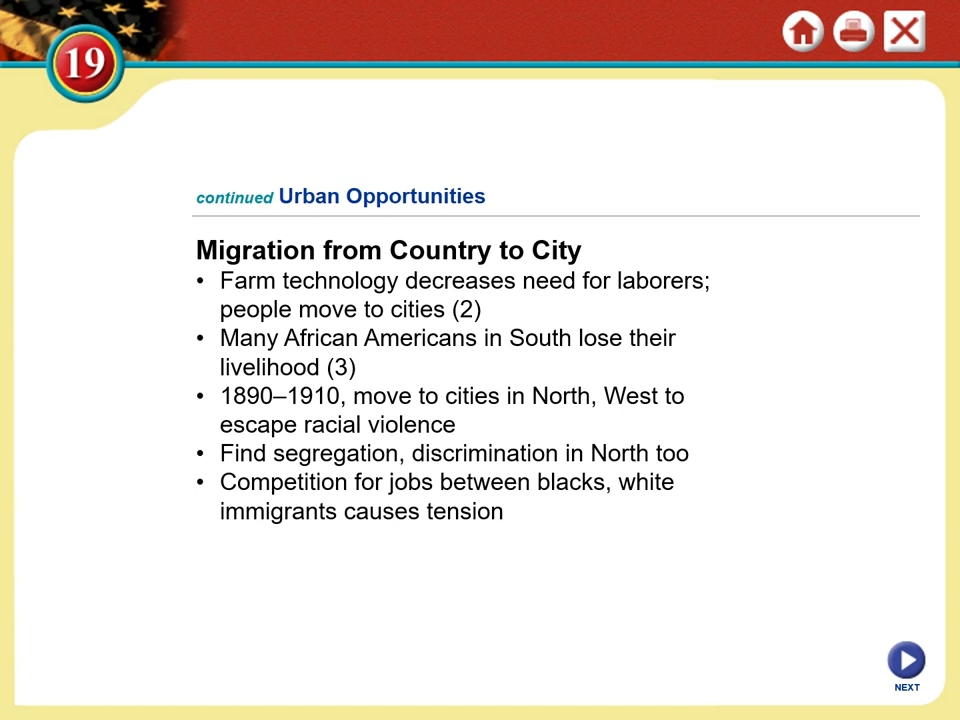 19
continued Urban Opportunities
Migration from Country to City
• Farm technology decreases need for laborers;
people move to cities (2)
• Many African Americans in South lose their
livelihood (3)
• 1890–1910, move to cities in North, West to
escape racial violence
• Find segregation, discrimination in North too
• Competition for jobs between blacks, white
immigrants causes tension
NEXT